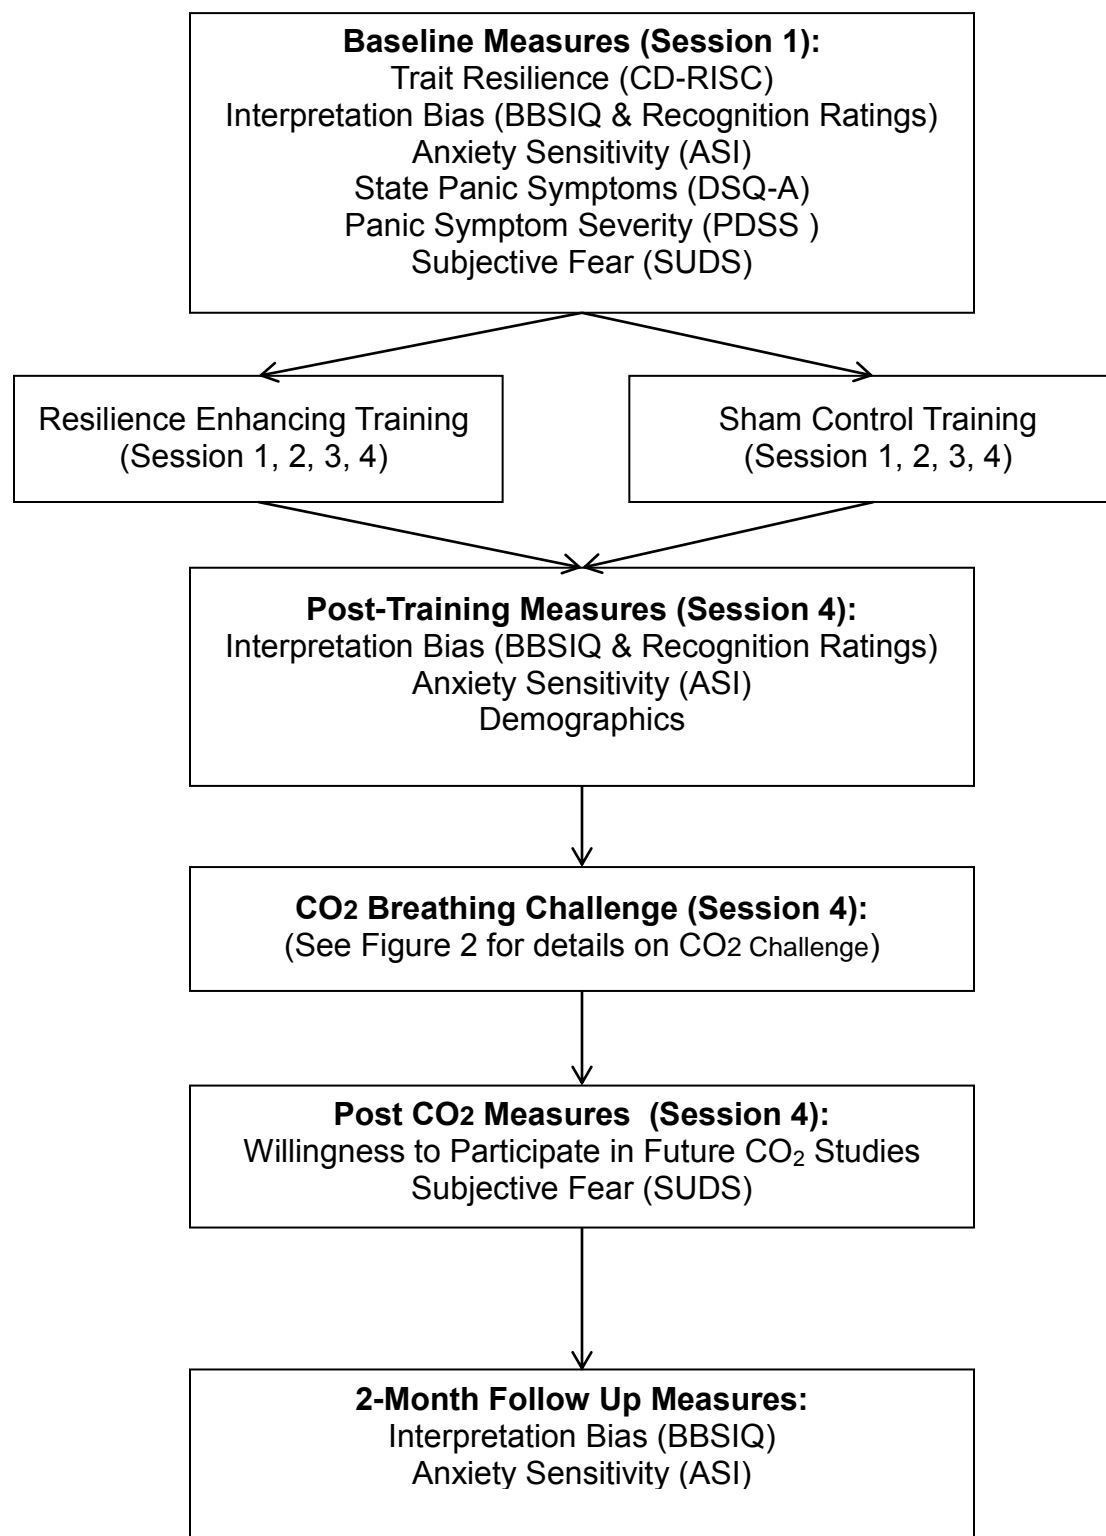 Baseline Measures (Session 1):
Trait Resilience (CD-RISC)
Interpretation Bias (BBSIQ & Recognition Ratings)
Anxiety Sensitivity (ASI)
State Panic Symptoms (DSQ-A)
Panic Symptom Severity (PDSS )
Subjective Fear (SUDS)
Resilience Enhancing Training
(Session 1, 2, 3, 4)
Sham Control Training
(Session 1, 2, 3, 4)
Post-Training Measures (Session 4):
Interpretation Bias (BBSIQ & Recognition Ratings)
Anxiety Sensitivity (ASI)
Demographics
CO2 Breathing Challenge (Session 4):
(See Figure 2 for details on CO2 Challenge)
Post CO2 Measures  (Session 4):
Willingness to Participate in Future CO₂ Studies
Subjective Fear (SUDS)
2-Month Follow Up Measures:
Interpretation Bias (BBSIQ)
Anxiety Sensitivity (ASI)